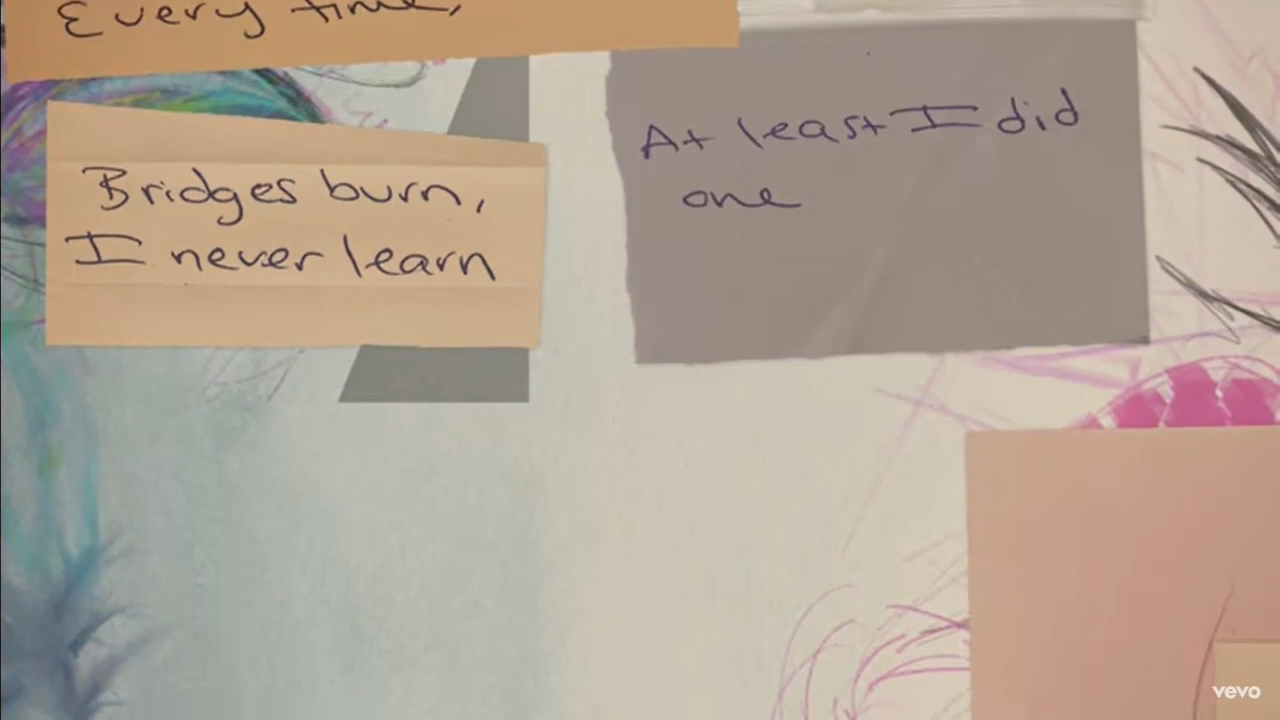 Every time,
Bridges burn,
I never learn
At least I did
one
vevo